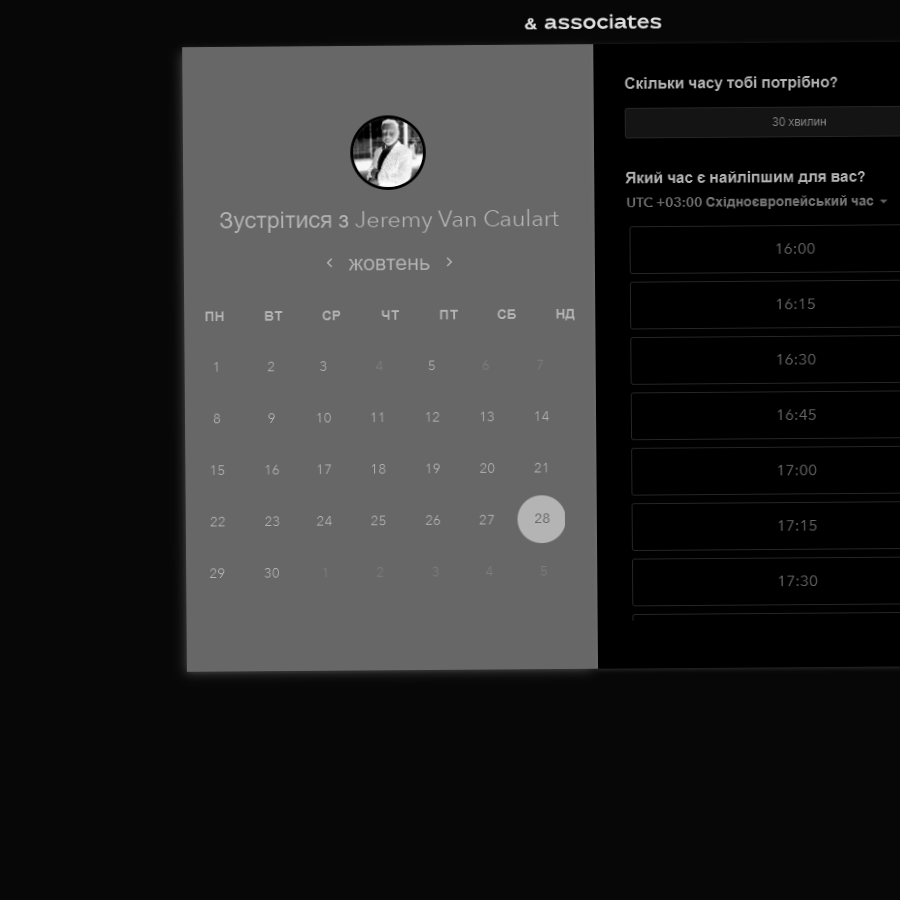 & associates
Зустрітися з Jeremy Van Caulart
жовтень
ПН ВТ СР ЧТ ПТ СБ НД
1 2 3 4 5 6 7
8 9 10 11 12 13 14
15 16 17 18 19 20 21
22 23 24 25 26 27 28
29 30 1 2 3 4 5
Скільки часу тобі потрібно?
30 хвилин
Який час є найліпшим для вас?
UTC +03:00 Східноєвропейський час
16:00
16:15
16:30
16:45
17:00
17:15
17:30